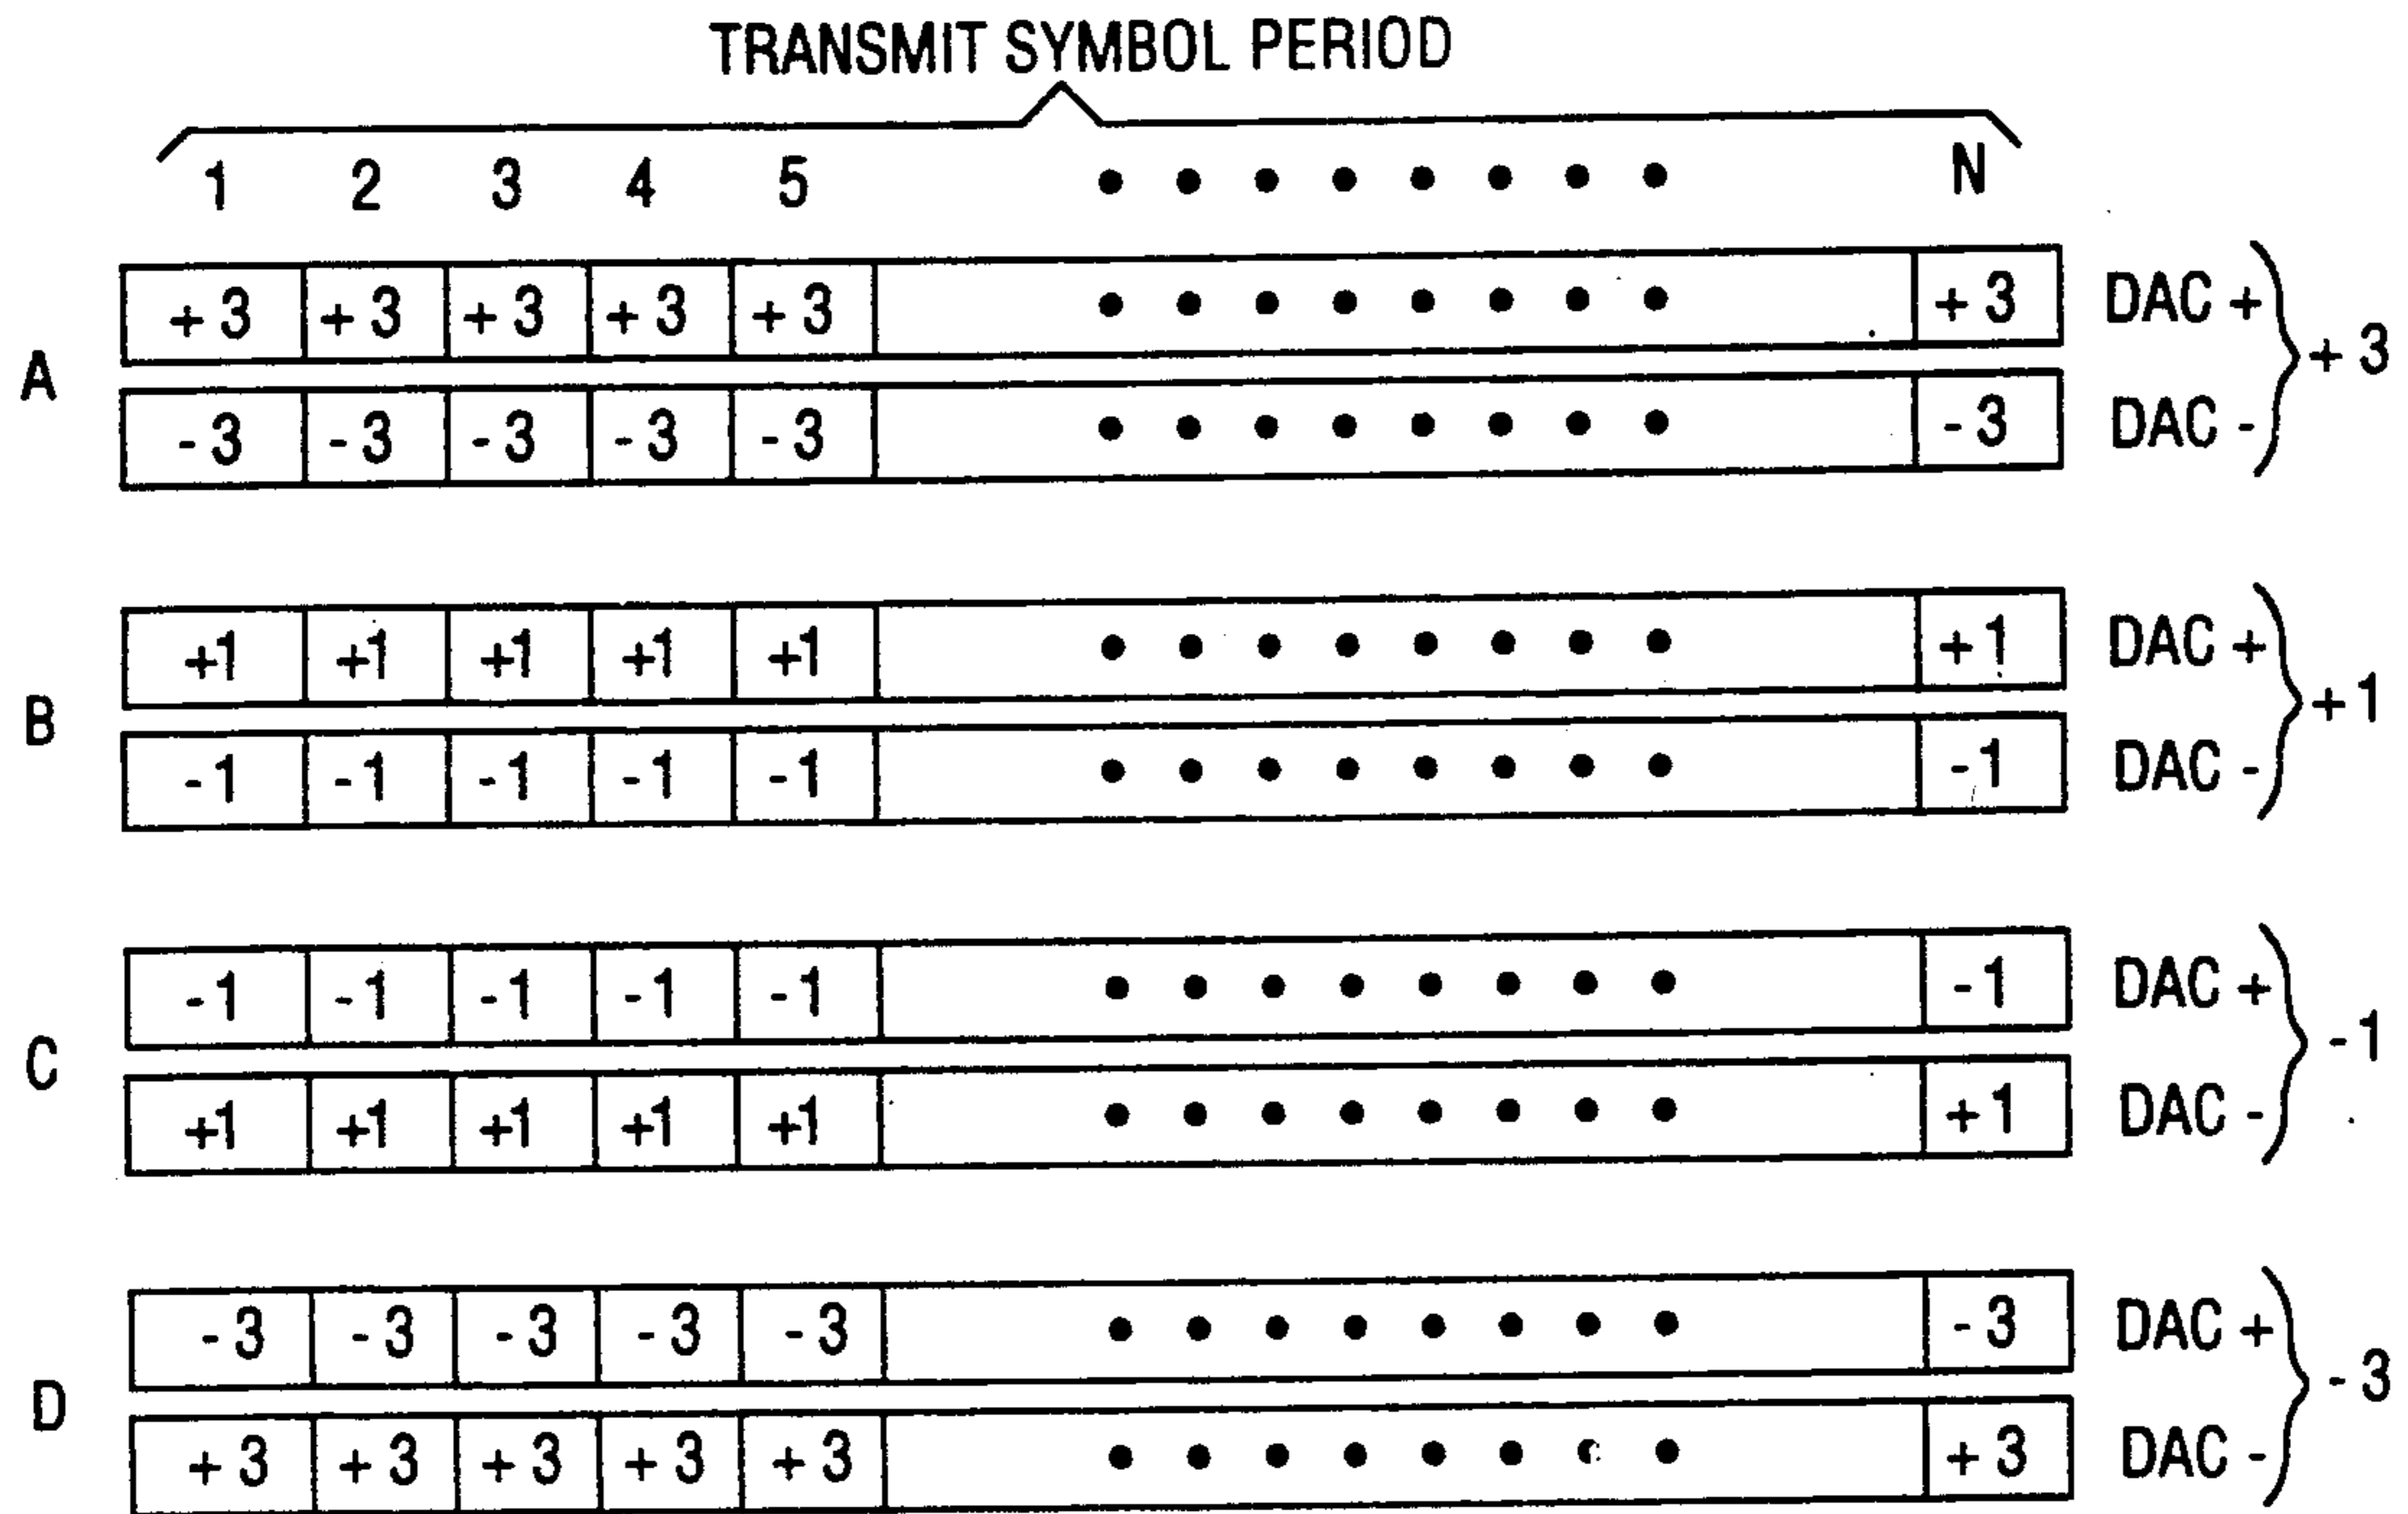 TRANSMIT SYMBOL PERIOD
1 2 3 4 5 • • • • • • • • N
+3 +3 +3 +3 +3 • • • • • • • • +3 DAC +
A +3
-3 -3 -3 -3 -3 • • • • • • • • -3 DAC -
+1 +1 +1 +1 +1 • • • • • • • • +1 DAC +
B +1
-1 -1 -1 -1 -1 • • • • • • • • -1 DAC -
-1 -1 -1 -1 -1 • • • • • • • • -1 DAC +
C -1
+1 +1 +1 +1 +1 • • • • • • • • +1 DAC -
-3 -3 -3 -3 -3 • • • • • • • • -3 DAC +
D -3
+3 +3 +3 +3 +3 • • • • • • • • +3 DAC -